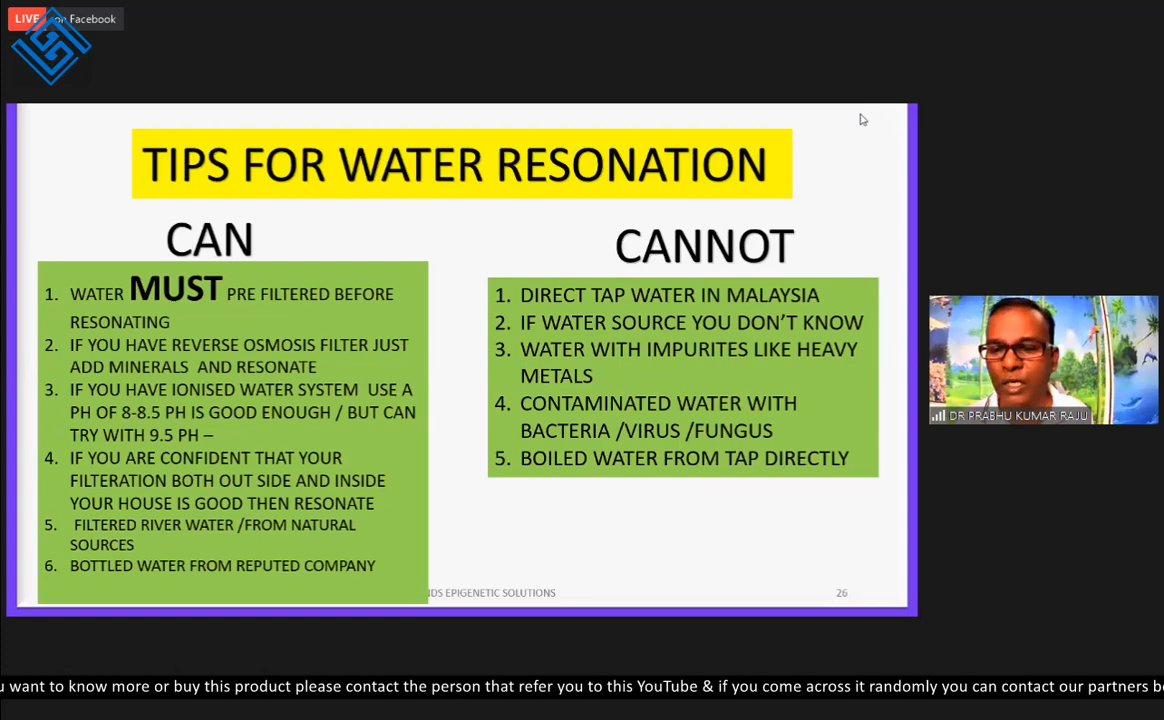 LIVE on Facebook
TIPS FOR WATER RESONATION
CAN
1. WATER MUST PRE FILTERED BEFORE
RESONATING
2. IF YOU HAVE REVERSE OSMOSIS FILTER JUST
ADD MINERALS AND RESONATE
3. IF YOU HAVE IONISED WATER SYSTEM USE A
PH OF 8-8.5 PH IS GOOD ENOUGH / BUT CAN
TRY WITH 9.5 PH –
4. IF YOU ARE CONFIDENT THAT YOUR
FILTERATION BOTH OUT SIDE AND INSIDE
YOUR HOUSE IS GOOD THEN RESONATE
5. FILTERED RIVER WATER /FROM NATURAL
SOURCES
6. BOTTLED WATER FROM REPUTED COMPANY
CANNOT
1. DIRECT TAP WATER IN MALAYSIA
2. IF WATER SOURCE YOU DON'T KNOW
3. WATER WITH IMPURITES LIKE HEAVY
METALS
4. CONTAMINATED WATER WITH
BACTERIA /VIRUS /FUNGUS
5. BOILED WATER FROM TAP DIRECTLY
EPIGENETIC SOLUTIONS
26
DR PRABHU KUMAR RAJU
want to know more or buy this product please contact the person that refer you to this YouTube & if you come across it randomly you can contact our partners